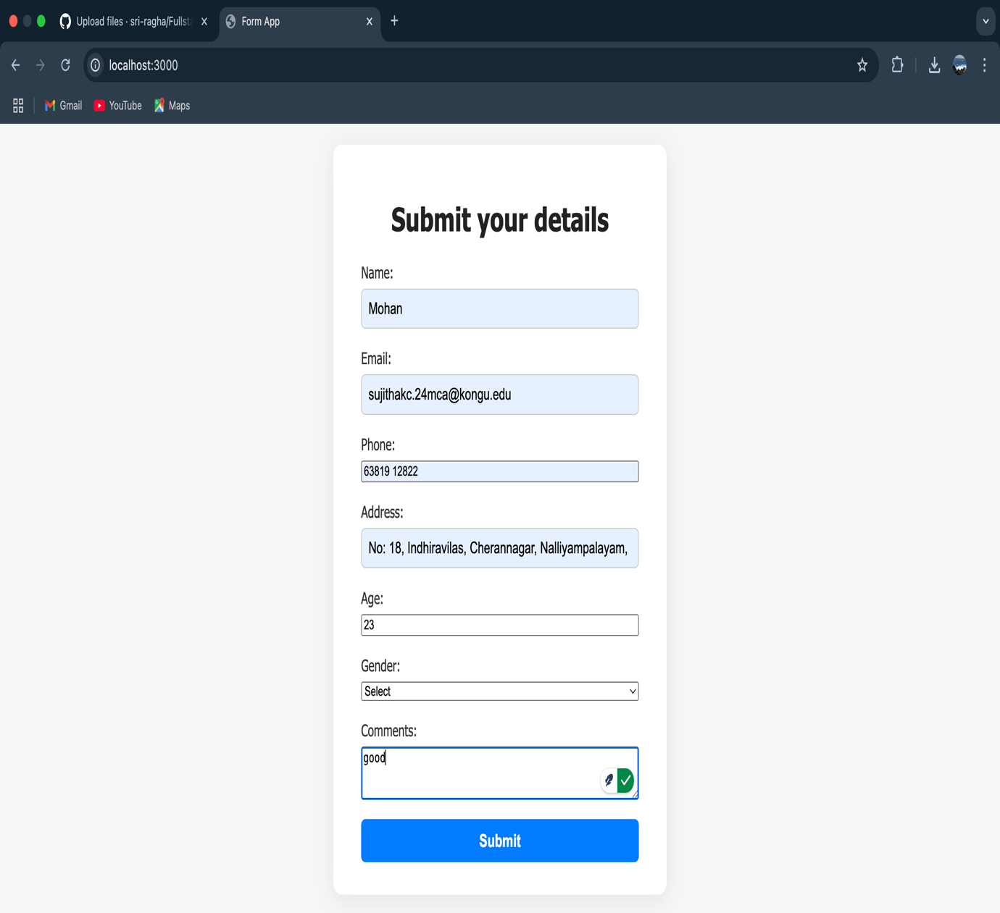 Upload files · sri-ragha/Fullsta
Form App
localhost:3000
Gmail
YouTube
Maps
Submit your details
Name:
Mohan
Email:
sujithakc.24mca@kongu.edu
Phone:
63819 12822
Address:
No: 18, Indhiravilas, Cherannagar, Nalliyampalayam,
Age:
23
Gender:
Select
Comments:
good
Submit